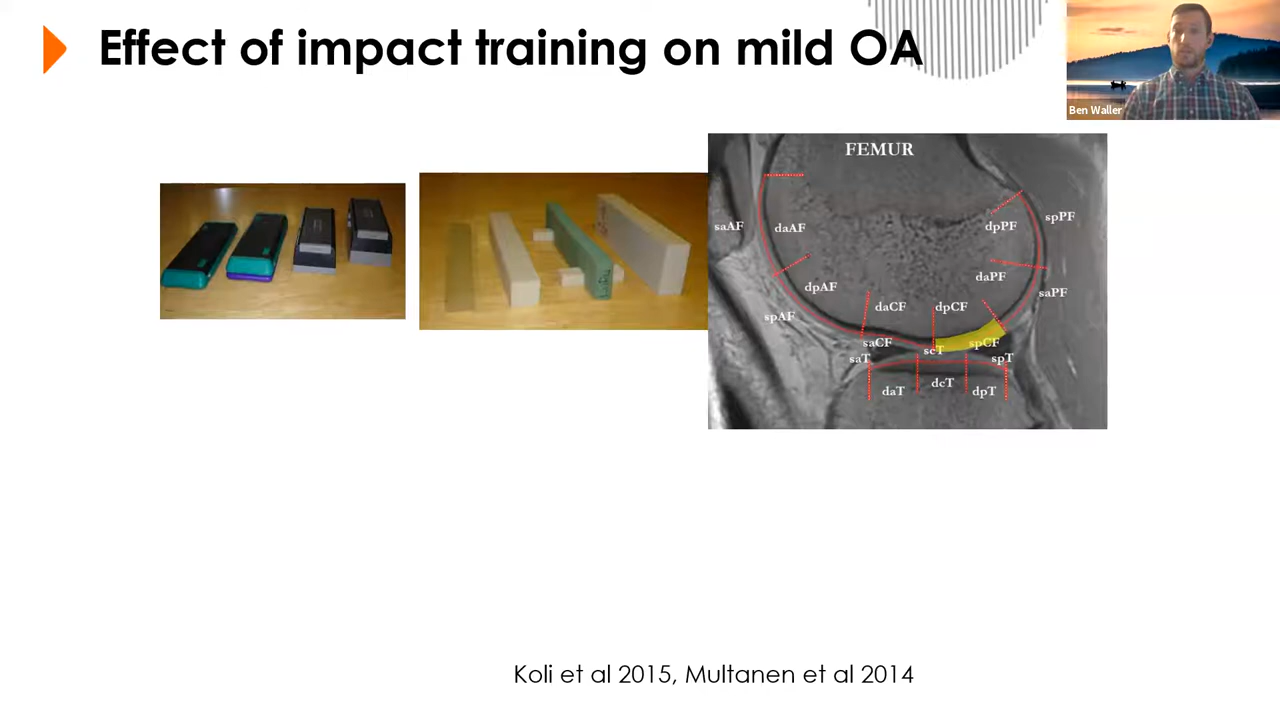 Effect of impact training on mild OA
Ben Waller
FEMUR
saAF
daAF
dpPF
spPF
daPF
saPF
dpAF
spAF
daCF
dpCF
saCF
scT
spCF
saT
spT
daT
dcT
dpT
Koli et al 2015, Multanen et al 2014